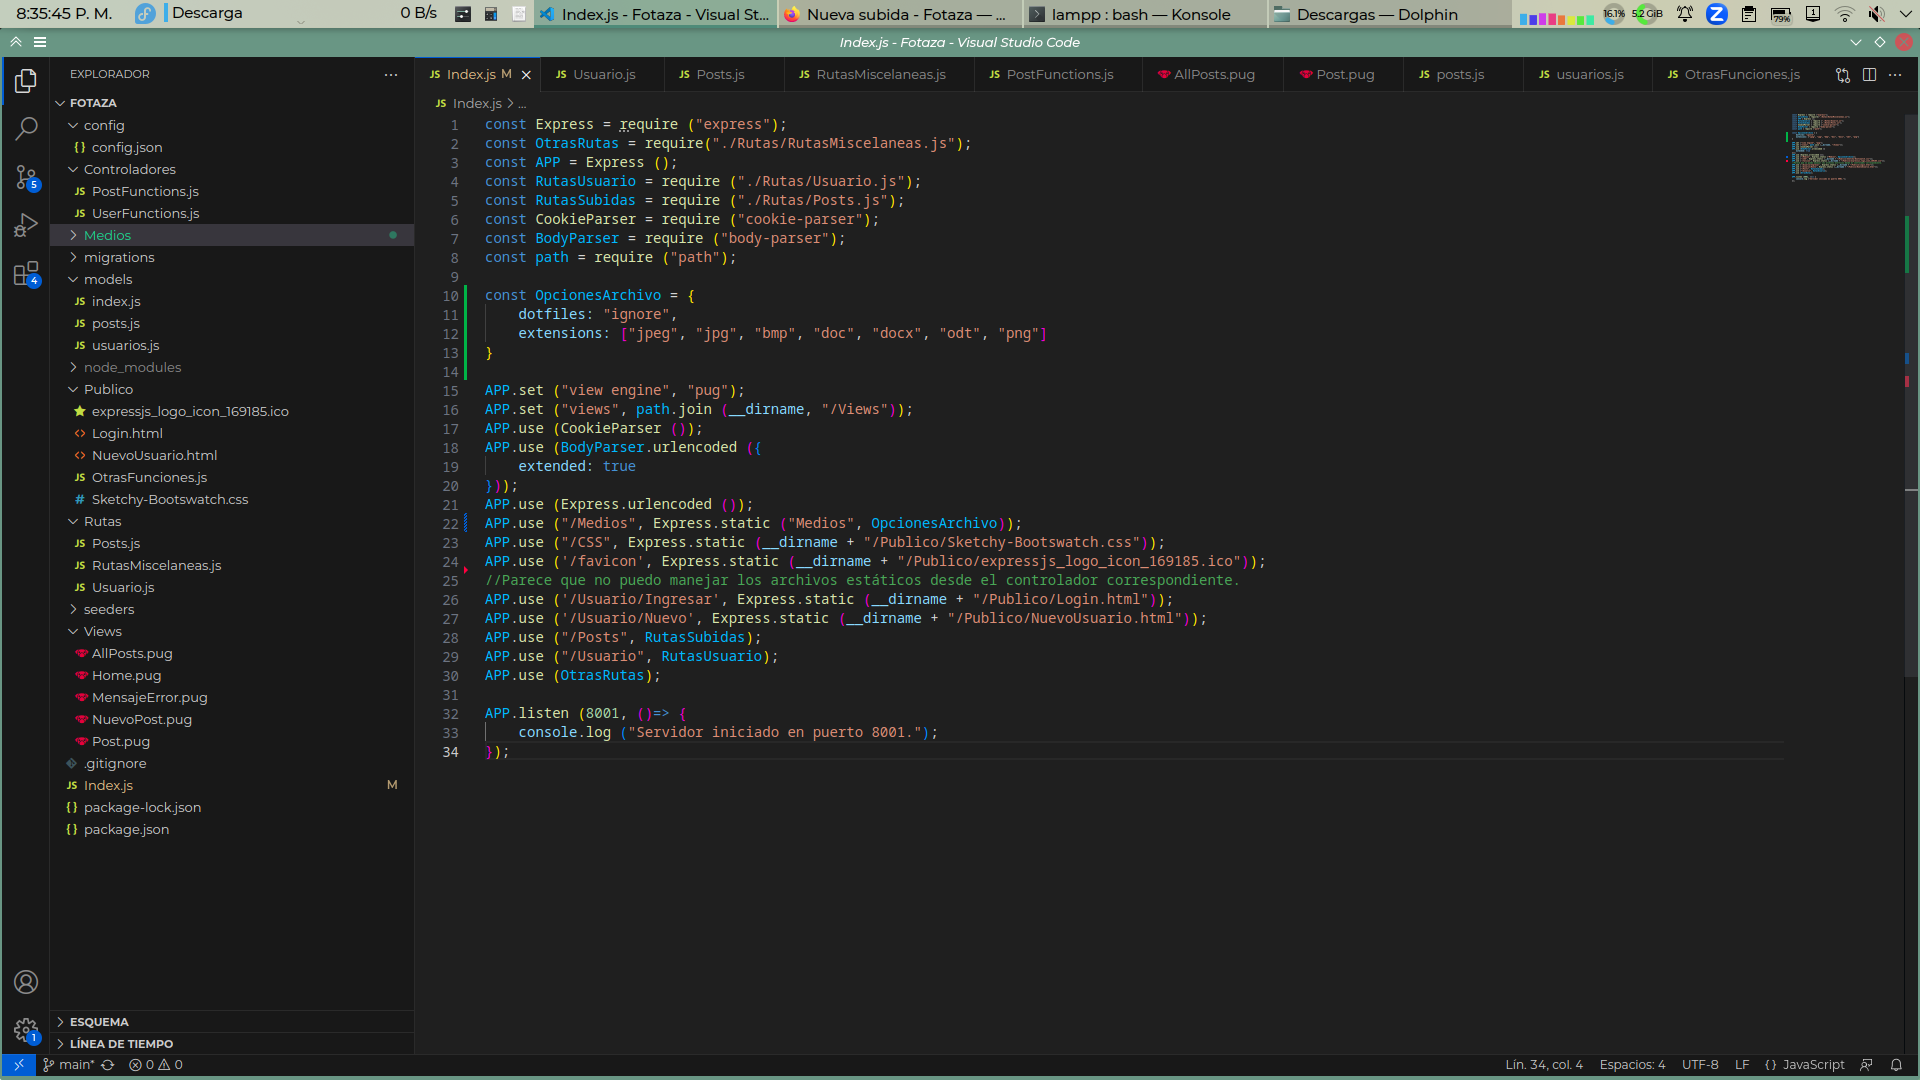 8:35:45 P. M.
Descarga
0 B/s
Index.js - Fotaza - Visual St...
Nueva subida - Fotaza — ...
lampp : bash — Konsole
Descargas — Dolphin
16.1%
5.2 GiB
79%
1
Index.js - Fotaza - Visual Studio Code
EXPLORADOR
FOTAZA
config
config.json
Controladores
PostFunctions.js
UserFunctions.js
Medios
migrations
models
index.js
posts.js
usuarios.js
node_modules
Publico
expressjs_logo_icon_169185.ico
Login.html
NuevoUsuario.html
OtrasFunciones.js
Sketchy-Bootswatch.css
Rutas
Posts.js
RutasMiscelaneas.js
Usuario.js
seeders
Views
AllPosts.pug
Home.pug
MensajeError.pug
NuevoPost.pug
Post.pug
.gitignore
Index.js M
package-lock.json
package.json
ESQUEMA
LÍNEA DE TIEMPO
5
4
1
JS Index.js M
JS Usuario.js
JS Posts.js
JS RutasMiscelaneas.js
JS PostFunctions.js
AllPosts.pug
Post.pug
JS posts.js
JS usuarios.js
JS OtrasFunciones.js
JS Index.js > ...
1 const Express = require ("express");
2 const OtrasRutas = require("./Rutas/RutasMiscelaneas.js");
3 const APP = Express ();
4 const RutasUsuario = require ("./Rutas/Usuario.js");
5 const RutasSubidas = require ("./Rutas/Posts.js");
6 const CookieParser = require ("cookie-parser");
7 const BodyParser = require ("body-parser");
8 const path = require ("path");
9
10 const OpcionesArchivo = {
11 dotfiles: "ignore",
12 extensions: ["jpeg", "jpg", "bmp", "doc", "docx", "odt", "png"]
13 }
14
15 APP.set ("view engine", "pug");
16 APP.set ("views", path.join (__dirname, "/Views"));
17 APP.use (CookieParser ());
18 APP.use (BodyParser.urlencoded ({
19 extended: true
20 }));
21 APP.use (Express.urlencoded ());
22 APP.use ("/Medios", Express.static ("Medios", OpcionesArchivo));
23 APP.use ("/CSS", Express.static (__dirname + "/Publico/Sketchy-Bootswatch.css"));
24 APP.use ('/favicon', Express.static (__dirname + "/Publico/expressjs_logo_icon_169185.ico"));
25 //Parece que no puedo manejar los archivos estáticos desde el controlador correspondiente.
26 APP.use ('/Usuario/Ingresar', Express.static (__dirname + "/Publico/Login.html"));
27 APP.use ('/Usuario/Nuevo', Express.static (__dirname + "/Publico/NuevoUsuario.html"));
28 APP.use ("/Posts", RutasSubidas);
29 APP.use ("/Usuario", RutasUsuario);
30 APP.use (OtrasRutas);
31
32 APP.listen (8001, ()=> {
33 console.log ("Servidor iniciado en puerto 8001.");
34 });
main*
0 0
Lín. 34, col. 4
Espacios: 4
UTF-8
LF
{} JavaScript